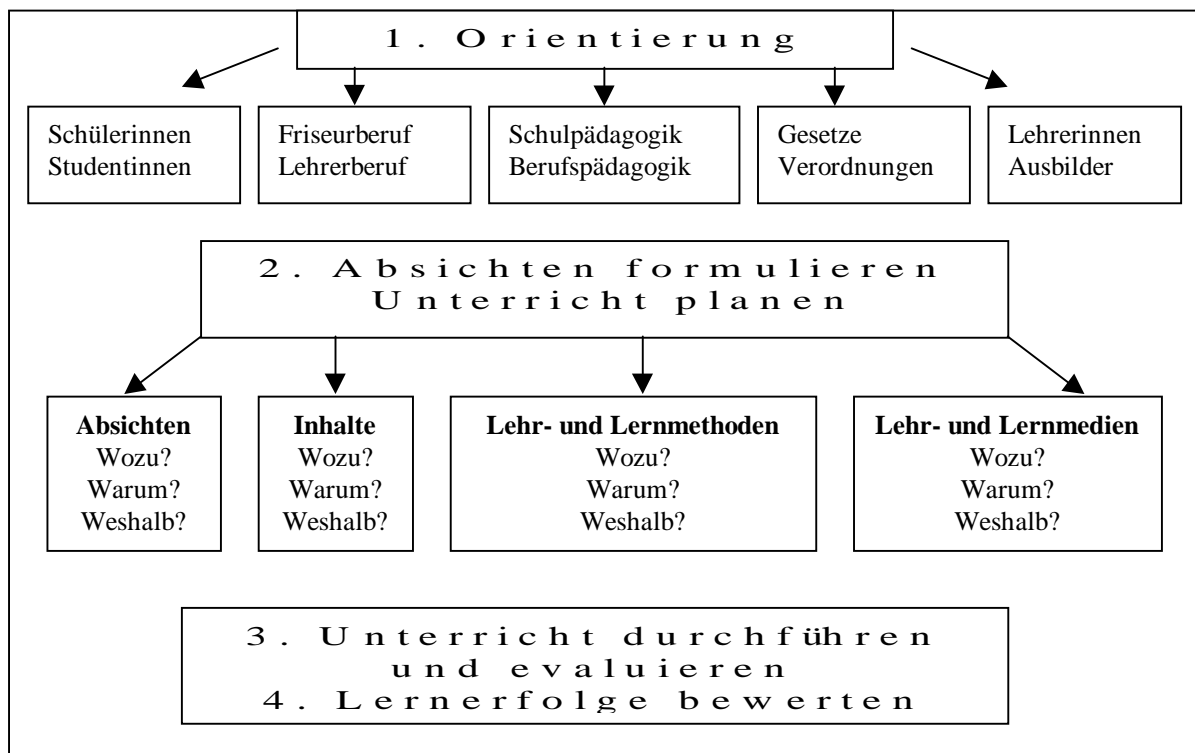 1. Orientierung
Schülerinnen
Studentinnen
Friseurberuf
Lehrerberuf
Schulpädagogik
Berufspädagogik
Gesetze
Verordnungen
Lehrerinnen
Ausbilder
2. Absichten formulieren
Unterricht planen
Absichten
Wozu?
Warum?
Weshalb?
Inhalte
Wozu?
Warum?
Weshalb?
Lehr- und Lernmethoden
Wozu?
Warum?
Weshalb?
Lehr- und Lernmedien
Wozu?
Warum?
Weshalb?
3. Unterricht durchführen
und evaluieren
4. Lernerfolge bewerten